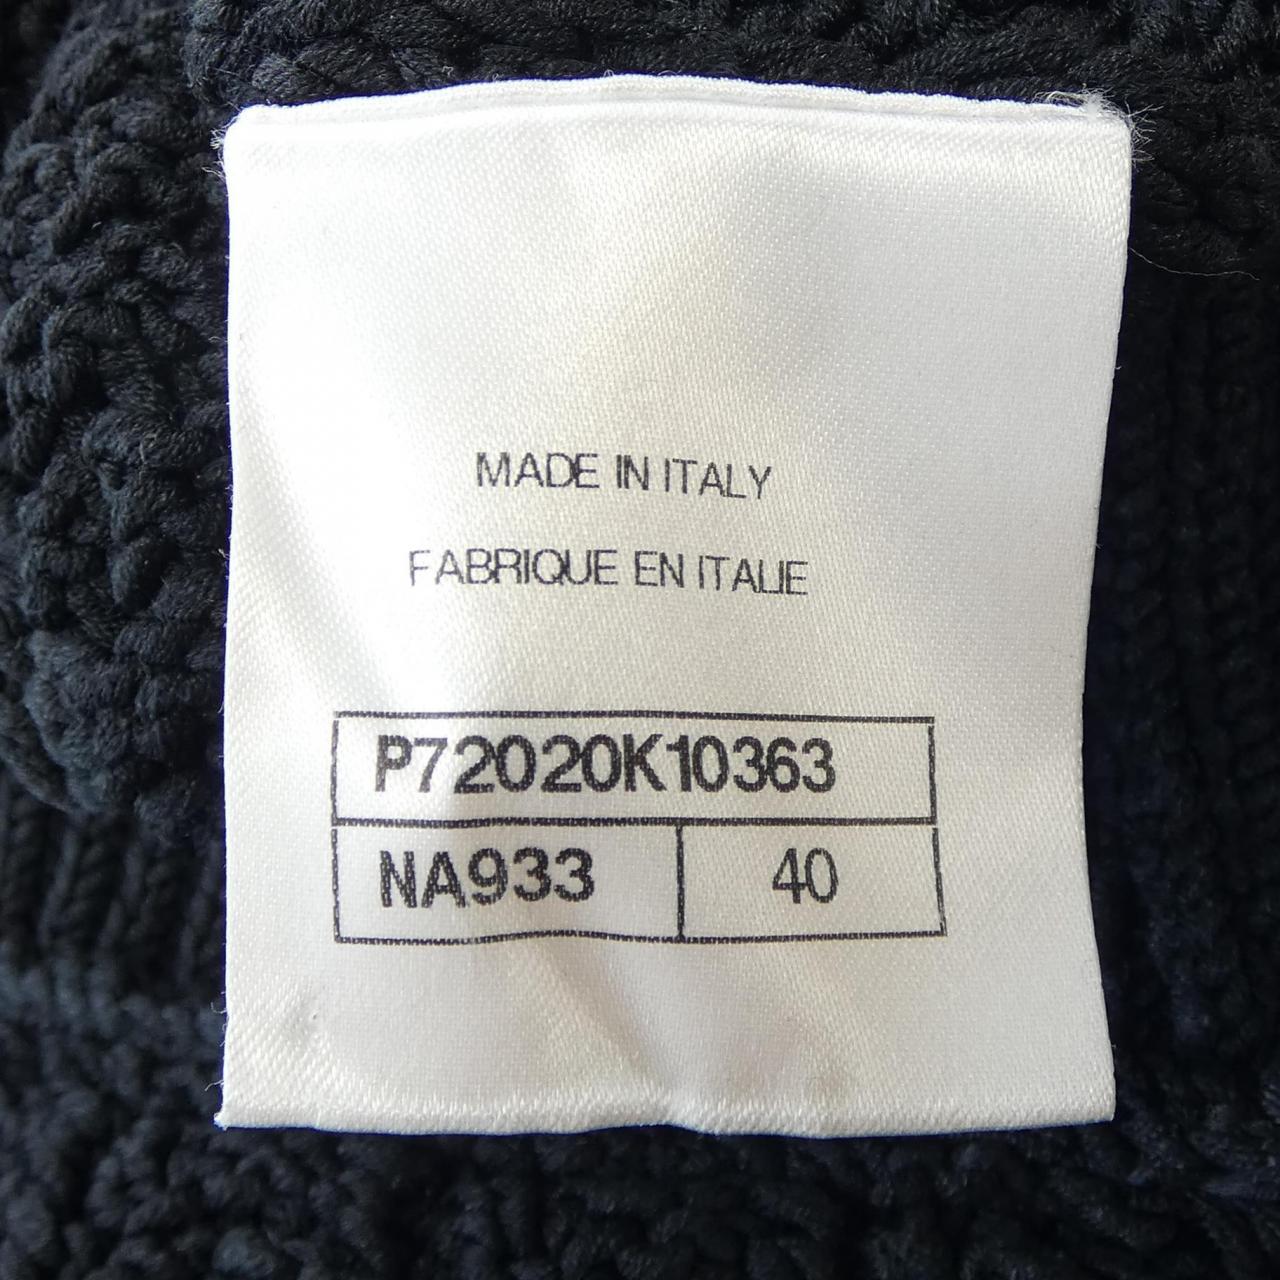 MADE IN ITALY
FABRIQUE EN ITALIE
P72020K10363
NA933 40